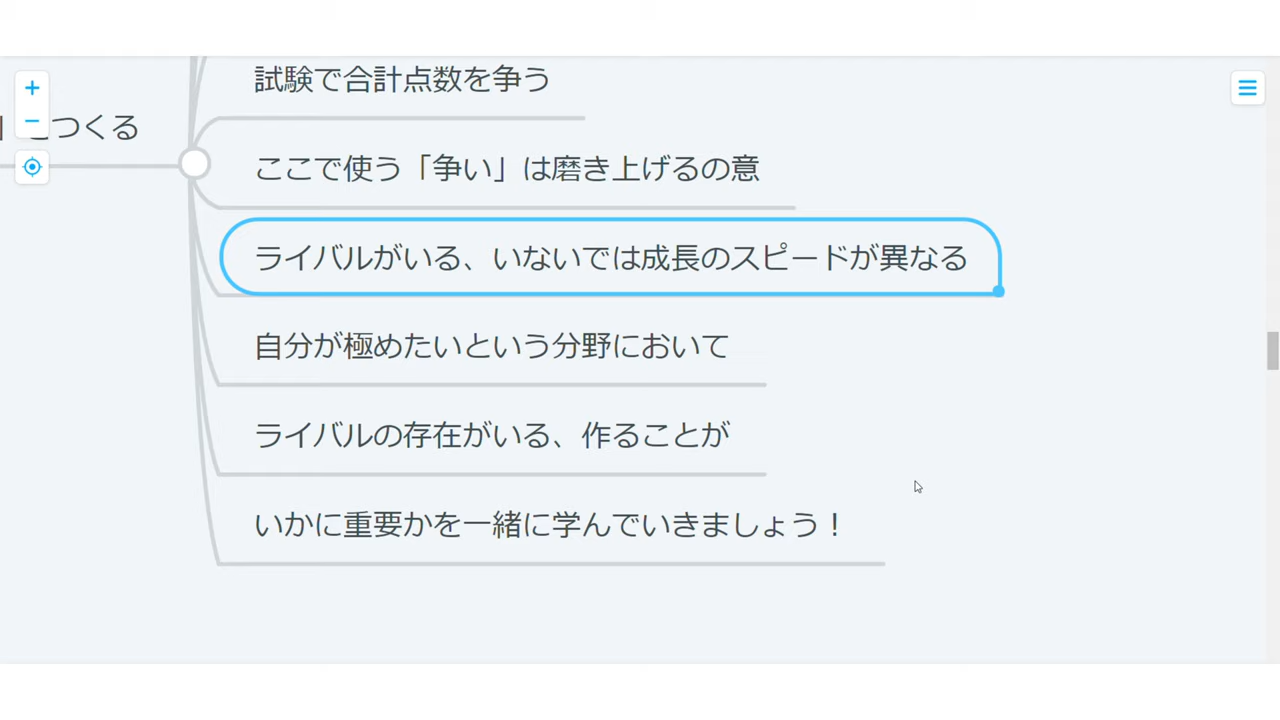 試験で合計点数を争う
つくる
ここで使う「争い」は磨き上げるの意
ライバルがいる、いないでは成長のスピードが異なる
自分が極めたいという分野において
ライバルの存在がいる、作ることが
いかに重要かを一緒に学んでいきましょう！